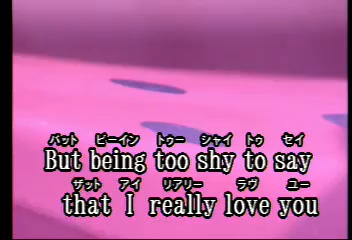 バット ビーイン トゥー シャイ トゥ セイ
But being too shy to say
ザット アイ リアリー ラヴ ユー
that I really love you